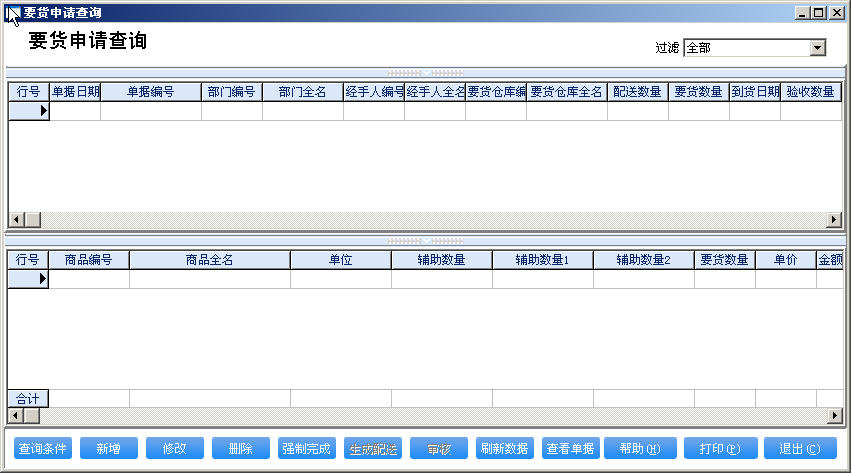 要货申请查询
要货申请查询
过滤 全部
行号 单据日期 单据编号 部门编号 部门全名 经手人编号 经手人全名 要货仓库编 要货仓库全名 配送数量 要货数量 到货日期 验收数量
行号 商品编号 商品全名 单位 辅助数量 辅助数量1 辅助数量2 要货数量 单价 金额
合计
查询条件 新增 修改 删除 强制完成 生成配送 审核 刷新数据 查看单据 帮助(H) 打印(P) 退出(C)